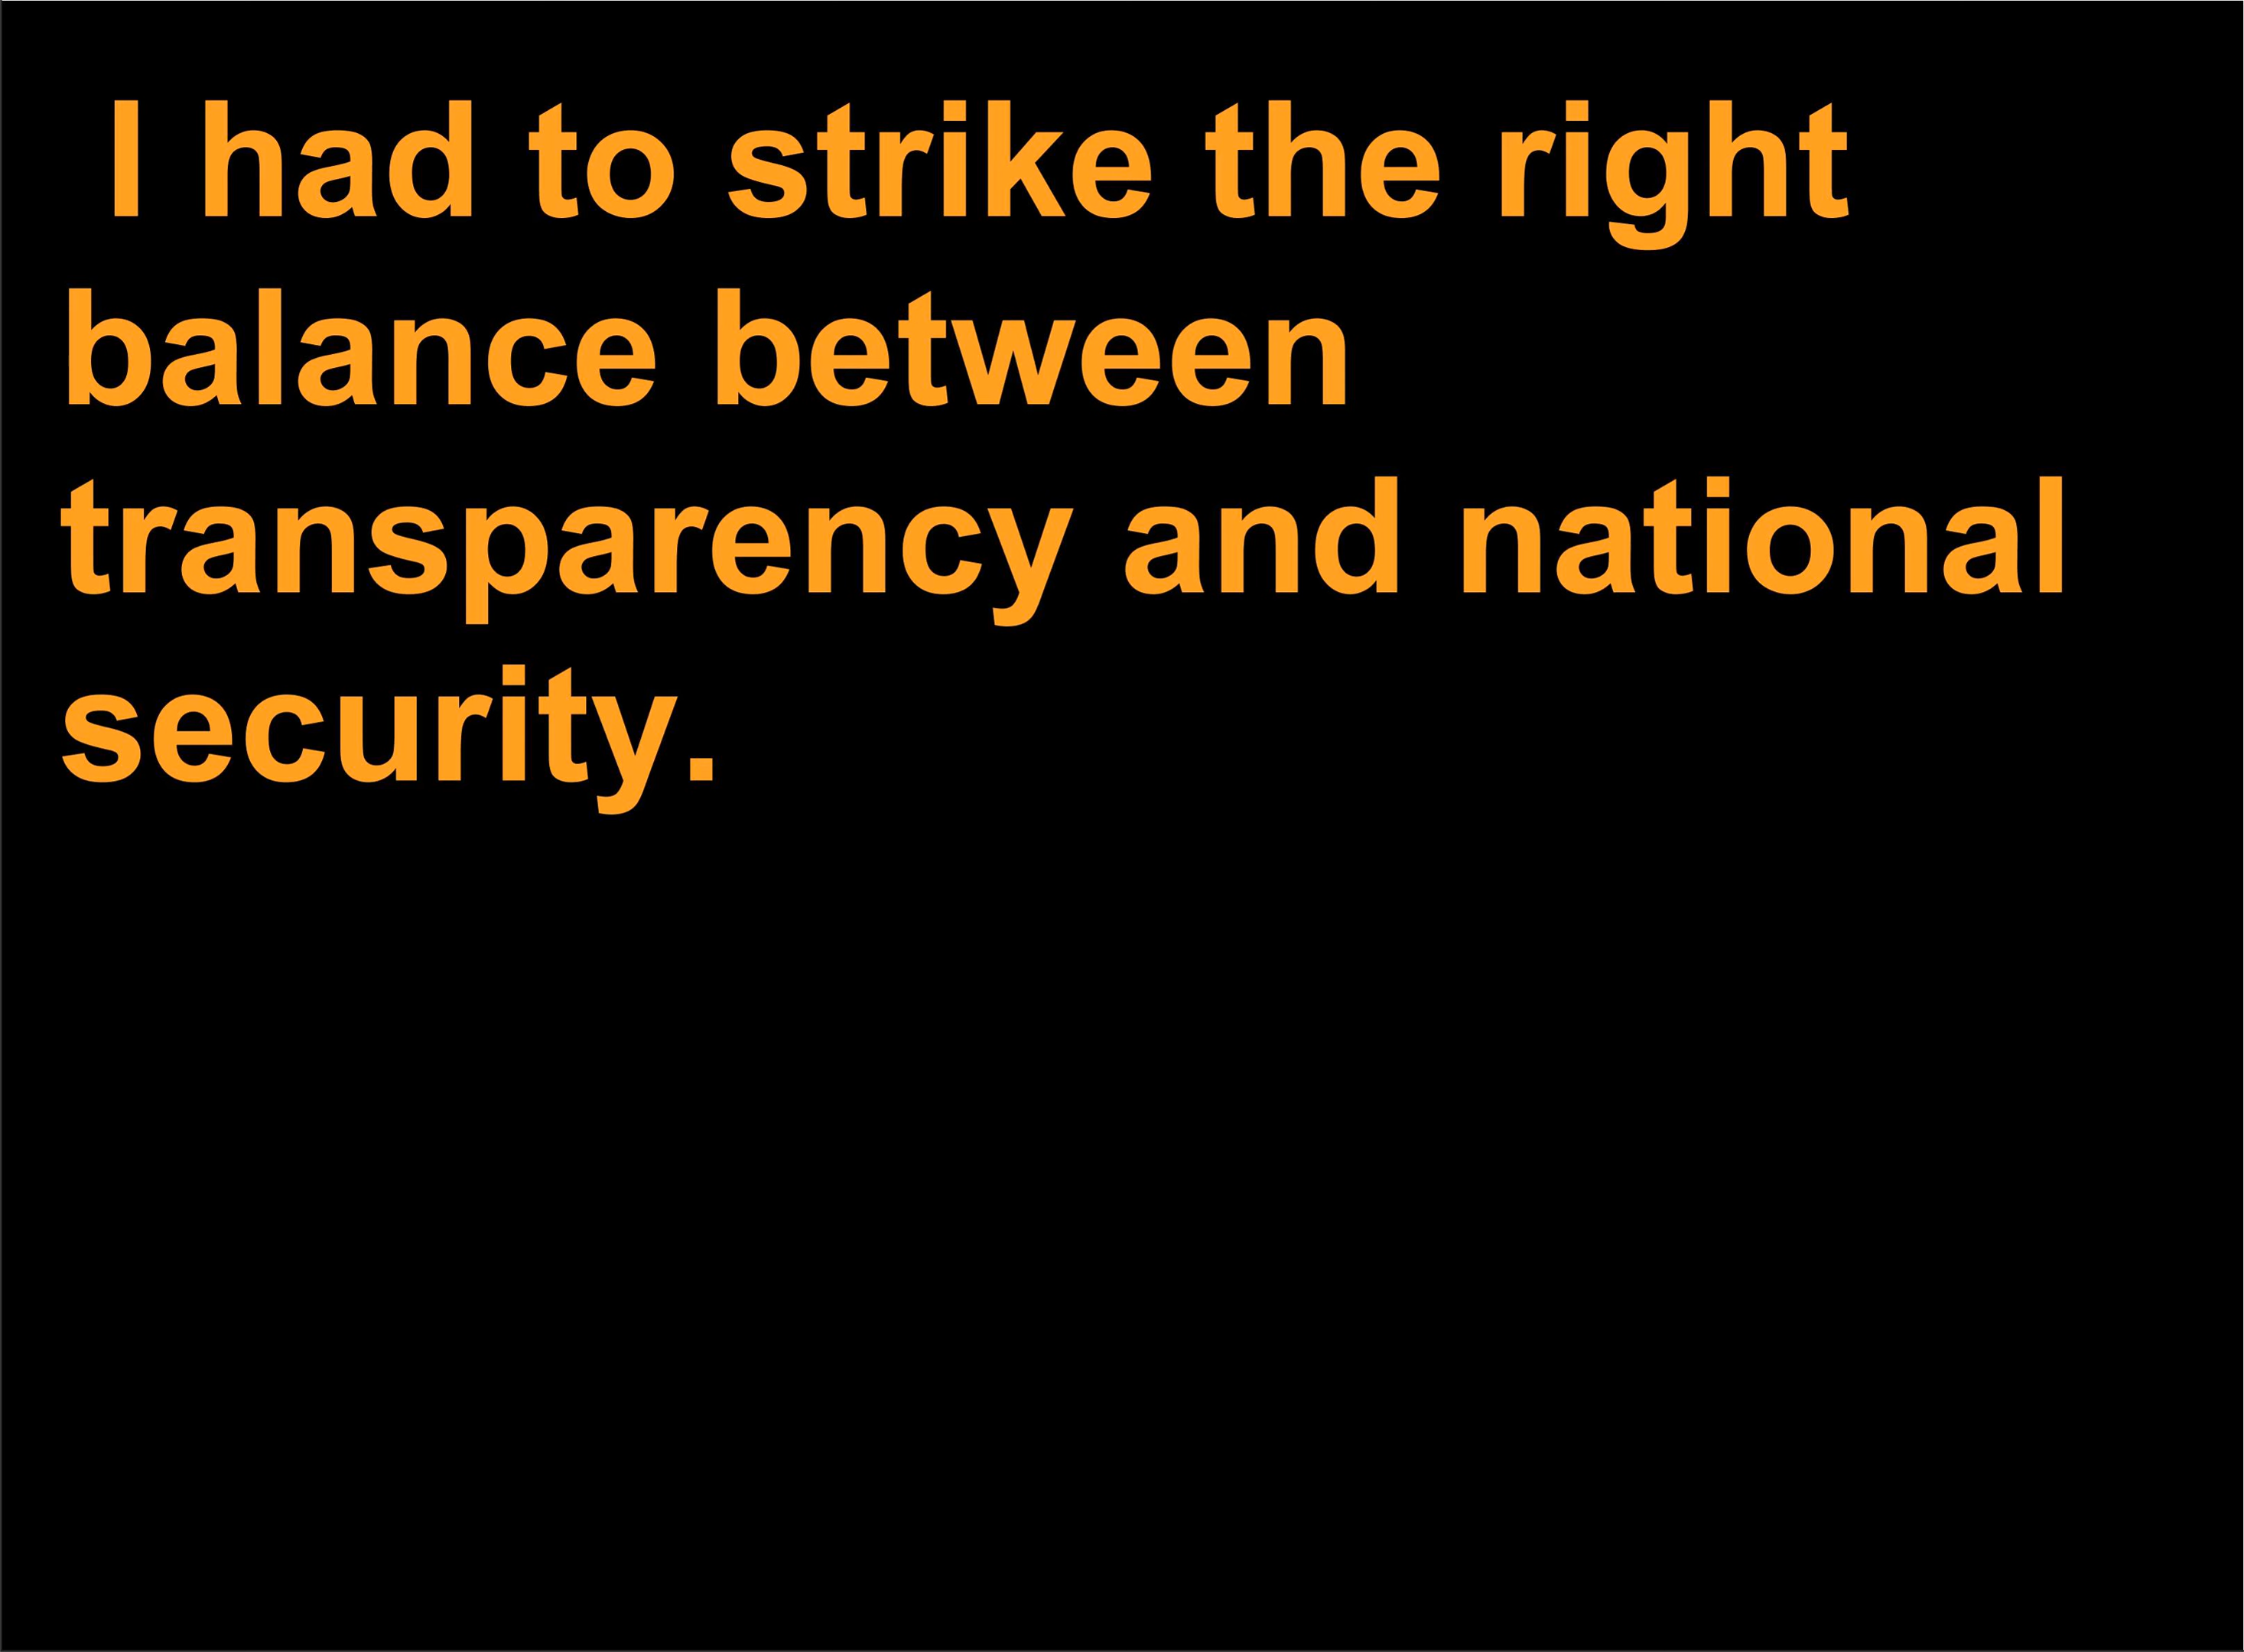 I had to strike the right
balance between
transparency and national
security.